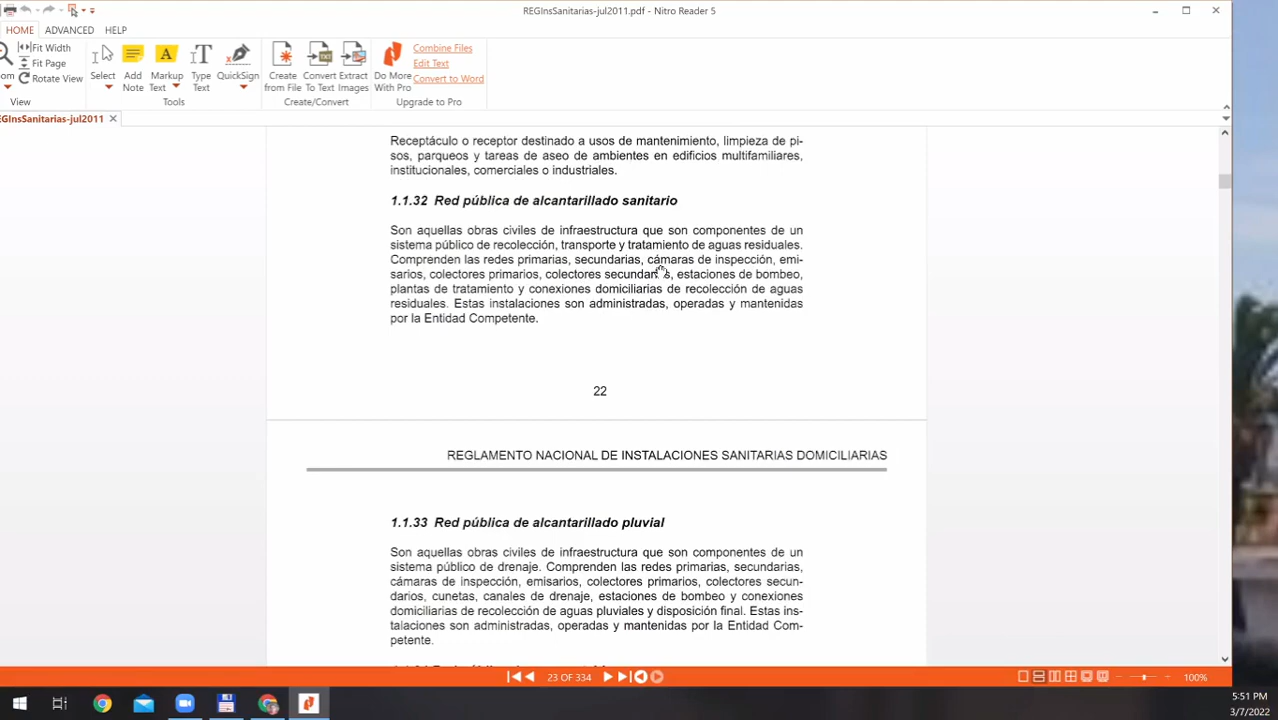 REGInsSanitarias-jul2011.pdf - Nitro Reader 5
HOME ADVANCED HELP
Fit Width
Fit Page
Rotate View
View
Select
Add Note
Markup Text
Type Text
QuickSign
Tools
Create from File
Convert To Text
Extract Images
Create/Convert
Do More With Pro
Combine Files
Edit Text
Convert to Word
Upgrade to Pro
EGInsSanitarias-jul2011
Receptáculo o receptor destinado a usos de mantenimiento, limpieza de pi-
sos, parqueos y tareas de aseo de ambientes en edificios multifamiliares,
institucionales, comerciales o industriales.
1.1.32 Red pública de alcantarillado sanitario
Son aquellas obras civiles de infraestructura que son componentes de un
sistema público de recolección, transporte y tratamiento de aguas residuales.
Comprenden las redes primarias, secundarias, cámaras de inspección, emi-
sarios, colectores primarios, colectores secundarios, estaciones de bombeo,
plantas de tratamiento y conexiones domiciliarias de recolección de aguas
residuales. Estas instalaciones son administradas, operadas y mantenidas
por la Entidad Competente.
22
REGLAMENTO NACIONAL DE INSTALACIONES SANITARIAS DOMICILIARIAS
1.1.33 Red pública de alcantarillado pluvial
Son aquellas obras civiles de infraestructura que son componentes de un
sistema público de drenaje. Comprenden las redes primarias, secundarias,
cámaras de inspección, emisarios, colectores primarios, colectores secun-
darios, cunetas, canales de drenaje, estaciones de bombeo y conexiones
domiciliarias de recolección de aguas pluviales y disposición final. Estas ins-
talaciones son administradas, operadas y mantenidas por la Entidad Com-
petente.
23 OF 334
100%
5:51 PM
3/7/2022